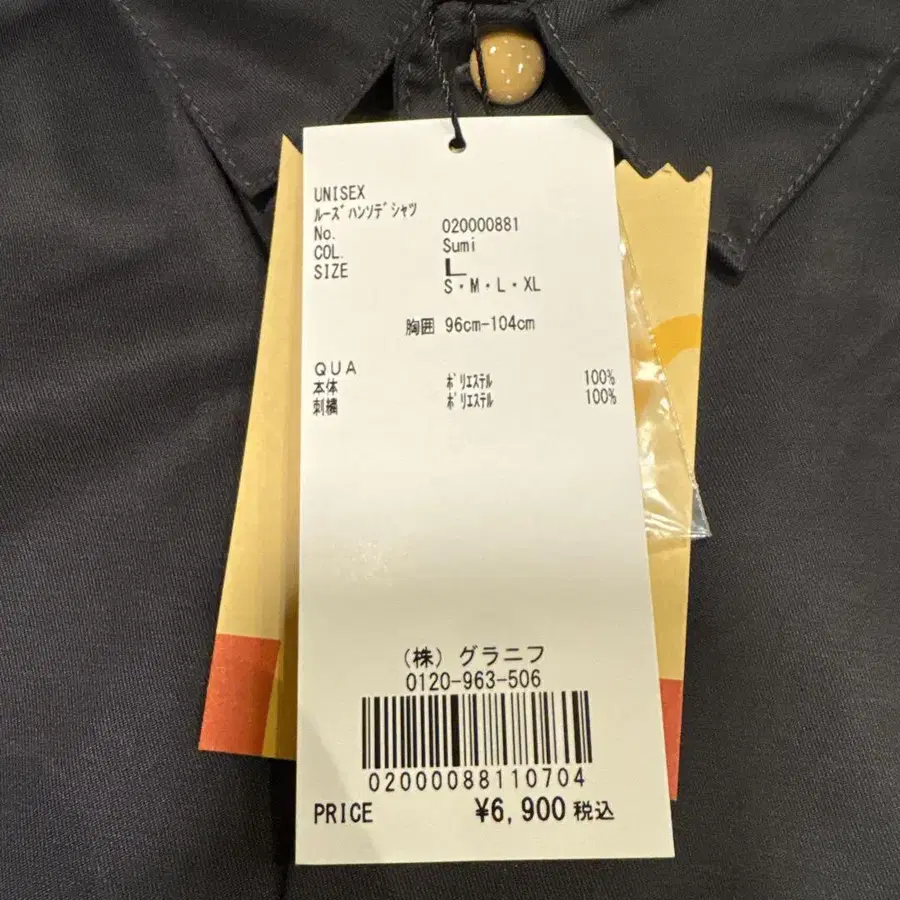 UNISEX
ﾙｰｽﾞﾊﾝｿﾃﾞｼｬﾂ
No. 020000881
COL. Sumi
SIZE L
S・M・L・XL
胸囲 96cm-104cm
QUA
本体 ﾎﾟﾘｴｽﾃﾙ 100%
刺繍 ﾎﾟﾘｴｽﾃﾙ 100%
(株) グラニフ
0120-963-506
02000088110704
PRICE ¥6,900 税込